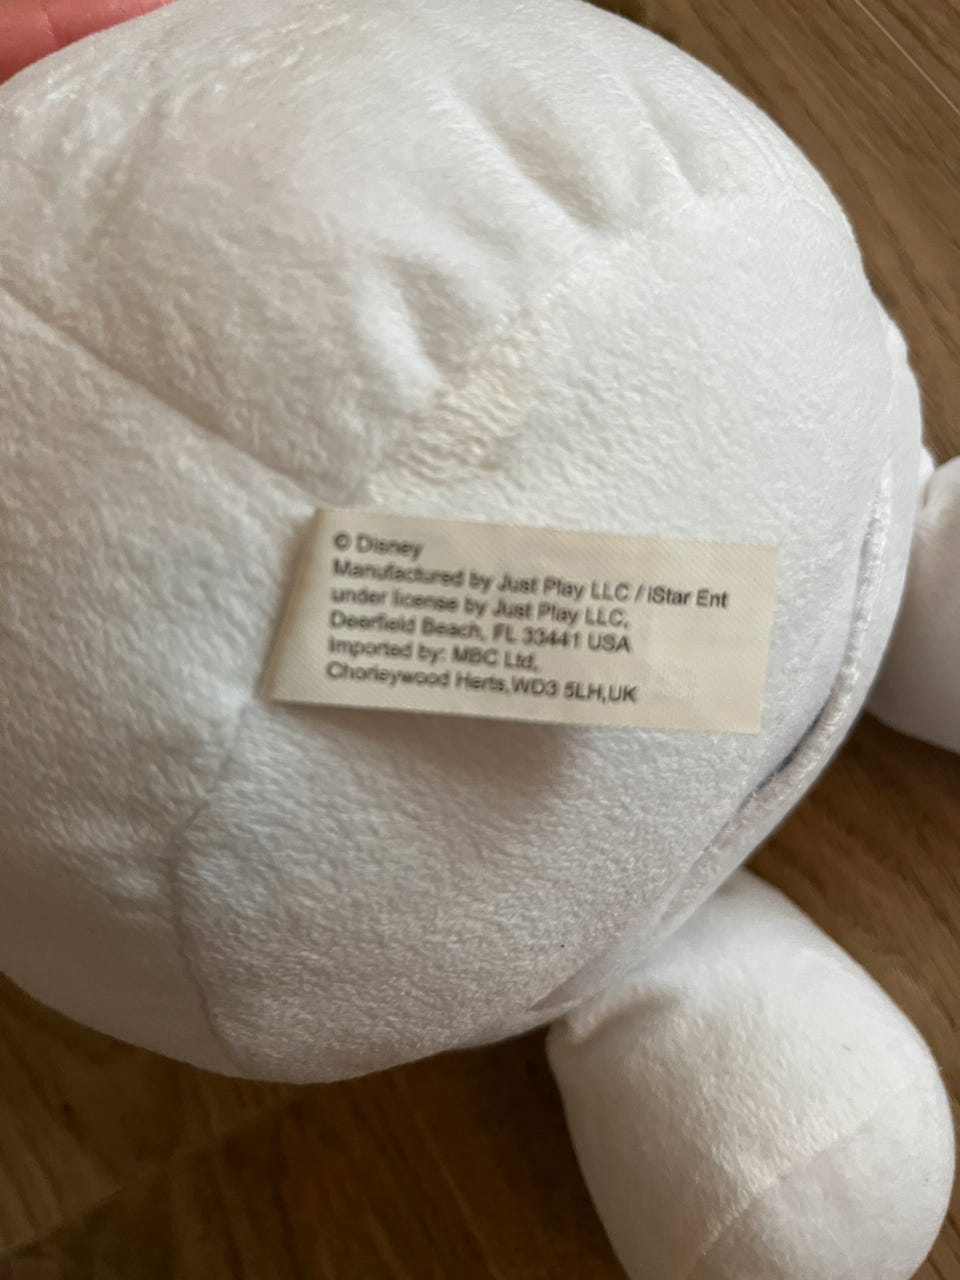 © Disney
Manufactured by Just Play LLC / iStar Ent
under license by Just Play LLC,
Deerfield Beach, FL 33441 USA
Imported by: MBC Ltd,
Chorleywood Herts,WD3 5LH,UK